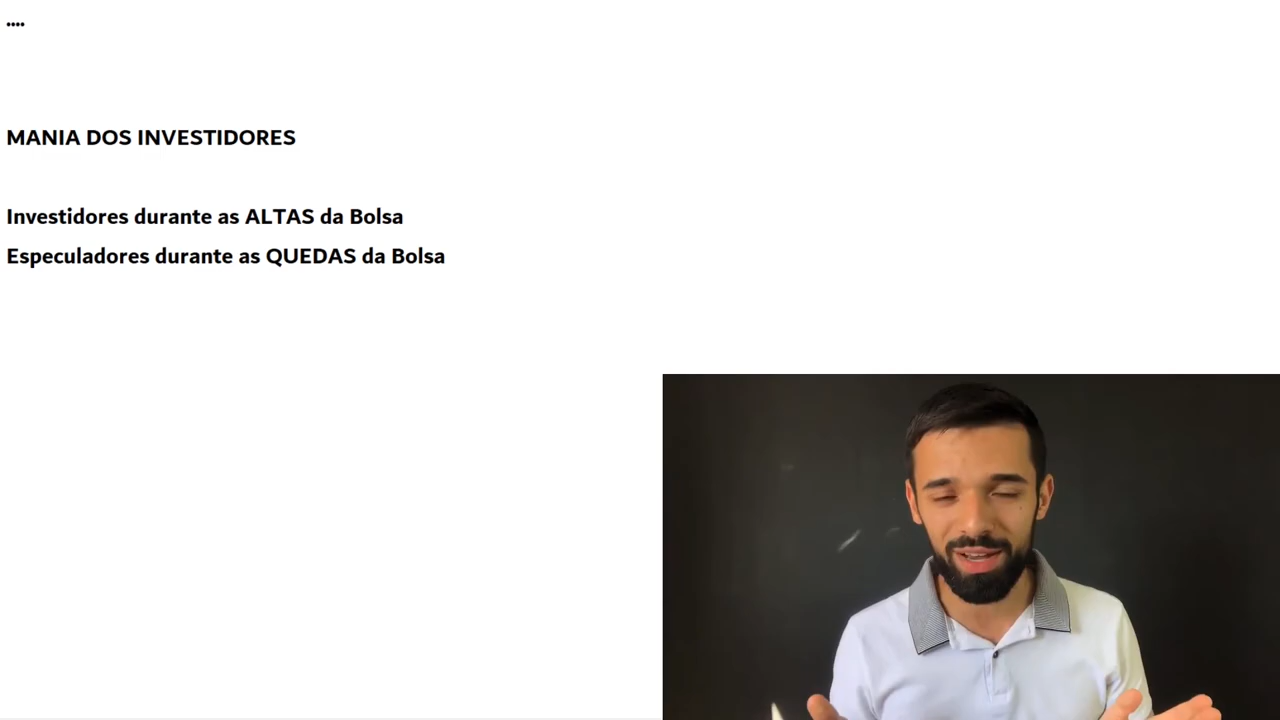 ....
MANIA DOS INVESTIDORES
Investidores durante as ALTAS da Bolsa
Especuladores durante as QUEDAS da Bolsa